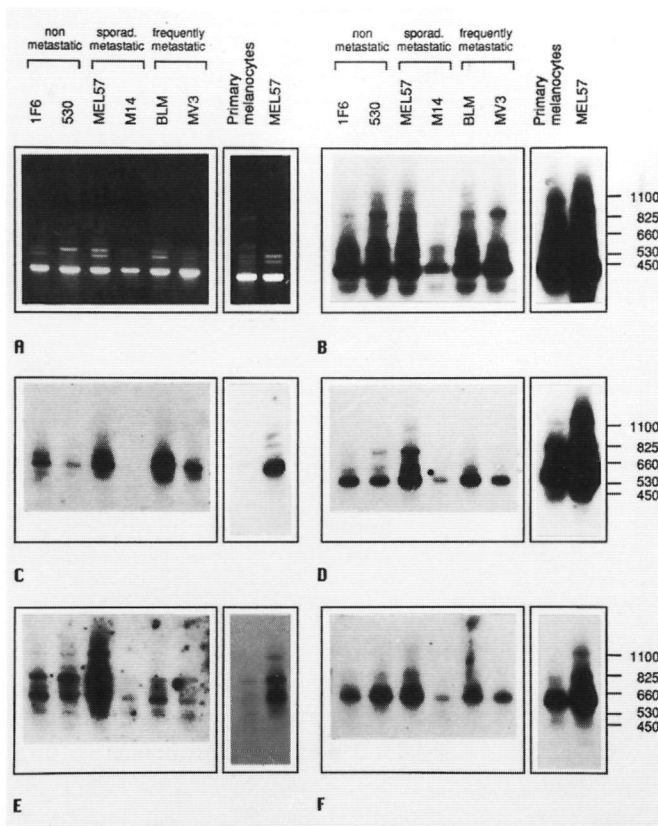 non metastatic
sporad. metastatic
frequently metastatic
1F6
530
MEL57
M14
BLM
MV3
Primary melanocytes
MEL57
non metastatic
sporad. metastatic
frequently metastatic
1F6
530
MEL57
M14
BLM
MV3
Primary melanocytes
MEL57
1100
825
660
530
450
A
B
1100
825
660
530
450
C
D
1100
825
660
530
450
E
F